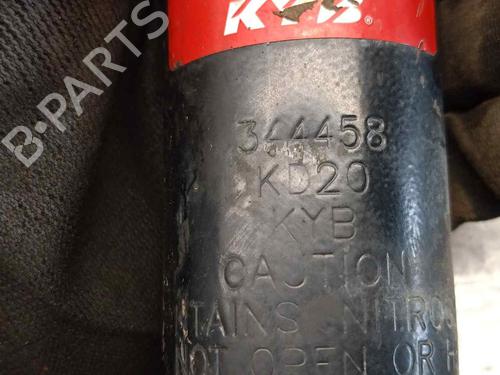 KYB®
B-PARTS
344458
KD20
KYB
CAUTION
TAINS NITRO
NOT OPEN OR H